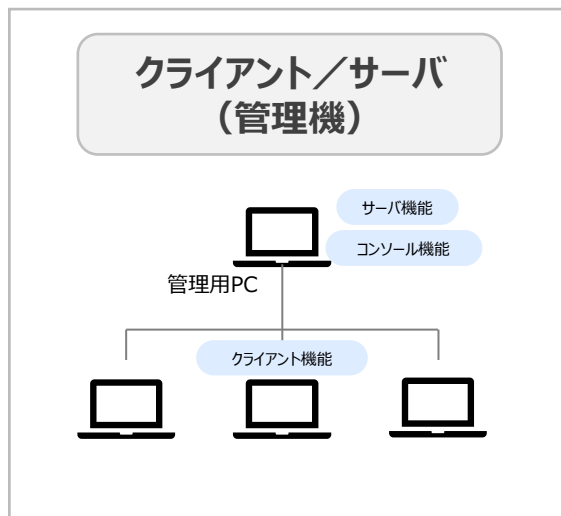 クライアント／サーバ
（管理機）
サーバ機能
コンソール機能
管理用PC
クライアント機能